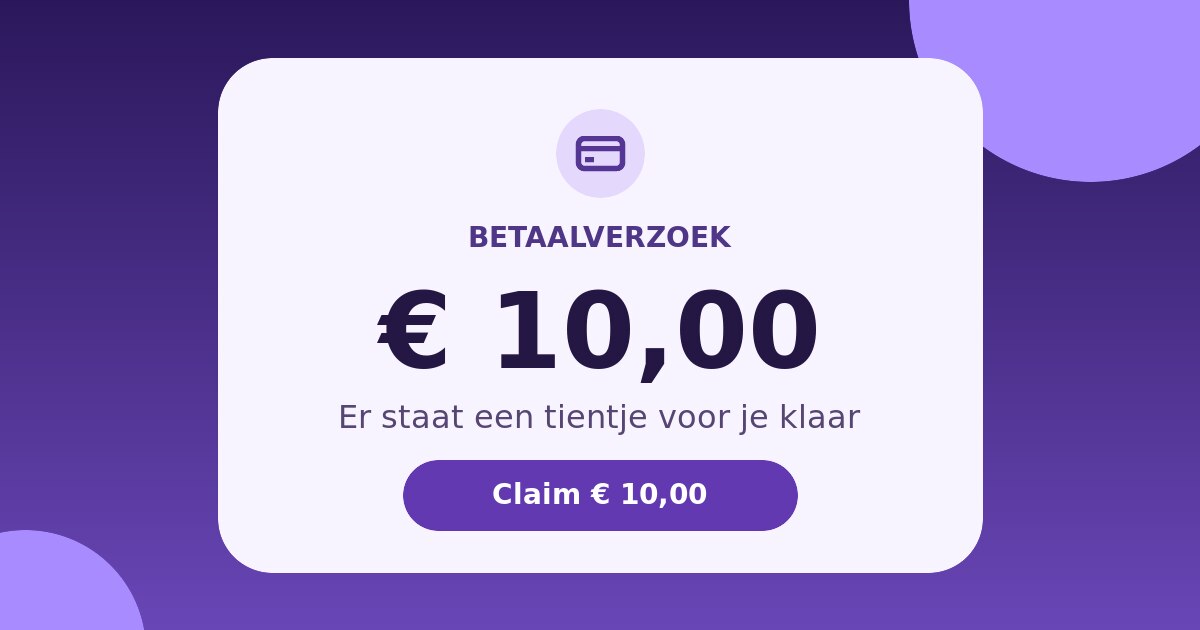 BETAALVERZOEK
€ 10,00
Er staat een tientje voor je klaar
Claim € 10,00